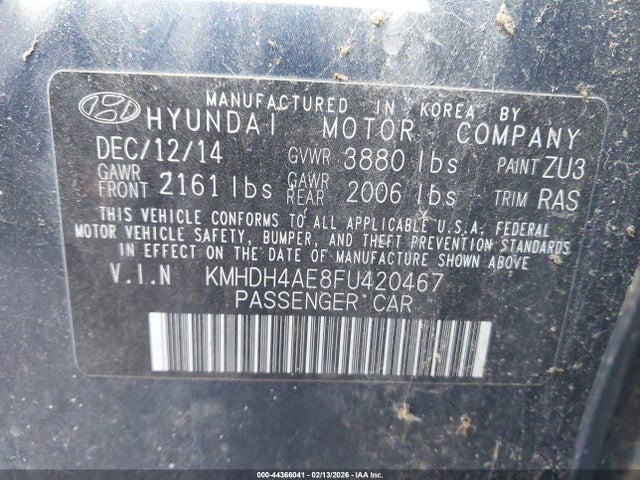 MANUFACTURED IN KOREA BY
HYUNDAI MOTOR COMPANY
DEC/12/14 GVWR 3880 lbs PAINT ZU3
GAWR FRONT 2161 lbs GAWR REAR 2006 lbs TRIM RAS
THIS VEHICLE CONFORMS TO ALL APPLICABLE U.S.A. FEDERAL
MOTOR VEHICLE SAFETY, BUMPER, AND THEFT PREVENTION STANDARDS
IN EFFECT ON THE DATE OF MANUFACTURE SHOWN ABOVE.
V.I.N KMHDH4AE8FU420467
PASSENGER CAR
000-44366041 - 02/13/2026 - © IAA Inc.